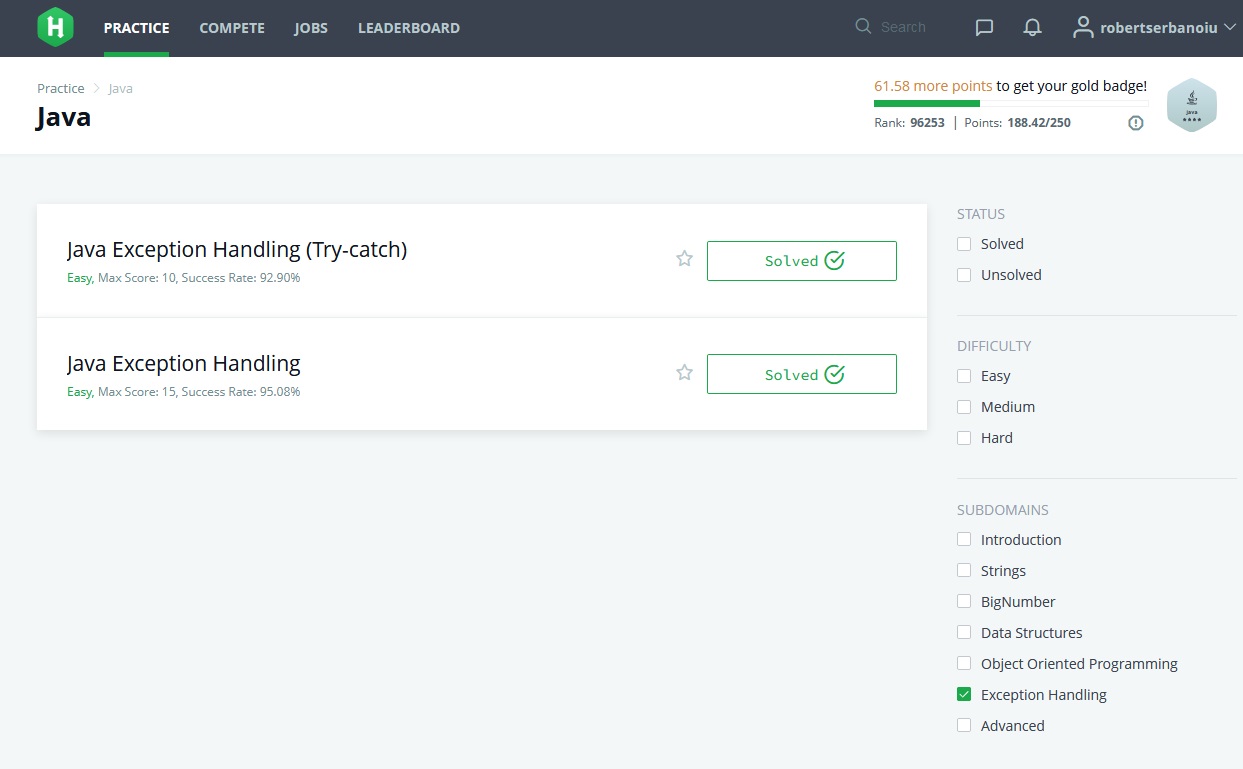 H
PRACTICE COMPETE JOBS LEADERBOARD Search robertserbanoiu
Practice Java
Java
61.58 more points to get your gold badge!
Rank: 96253 | Points: 188.42/250
Java
Java Exception Handling (Try-catch)
Easy, Max Score: 10, Success Rate: 92.90%
Solved
Java Exception Handling
Easy, Max Score: 15, Success Rate: 95.08%
Solved
STATUS
Solved
Unsolved
DIFFICULTY
Easy
Medium
Hard
SUBDOMAINS
Introduction
Strings
BigNumber
Data Structures
Object Oriented Programming
Exception Handling
Advanced